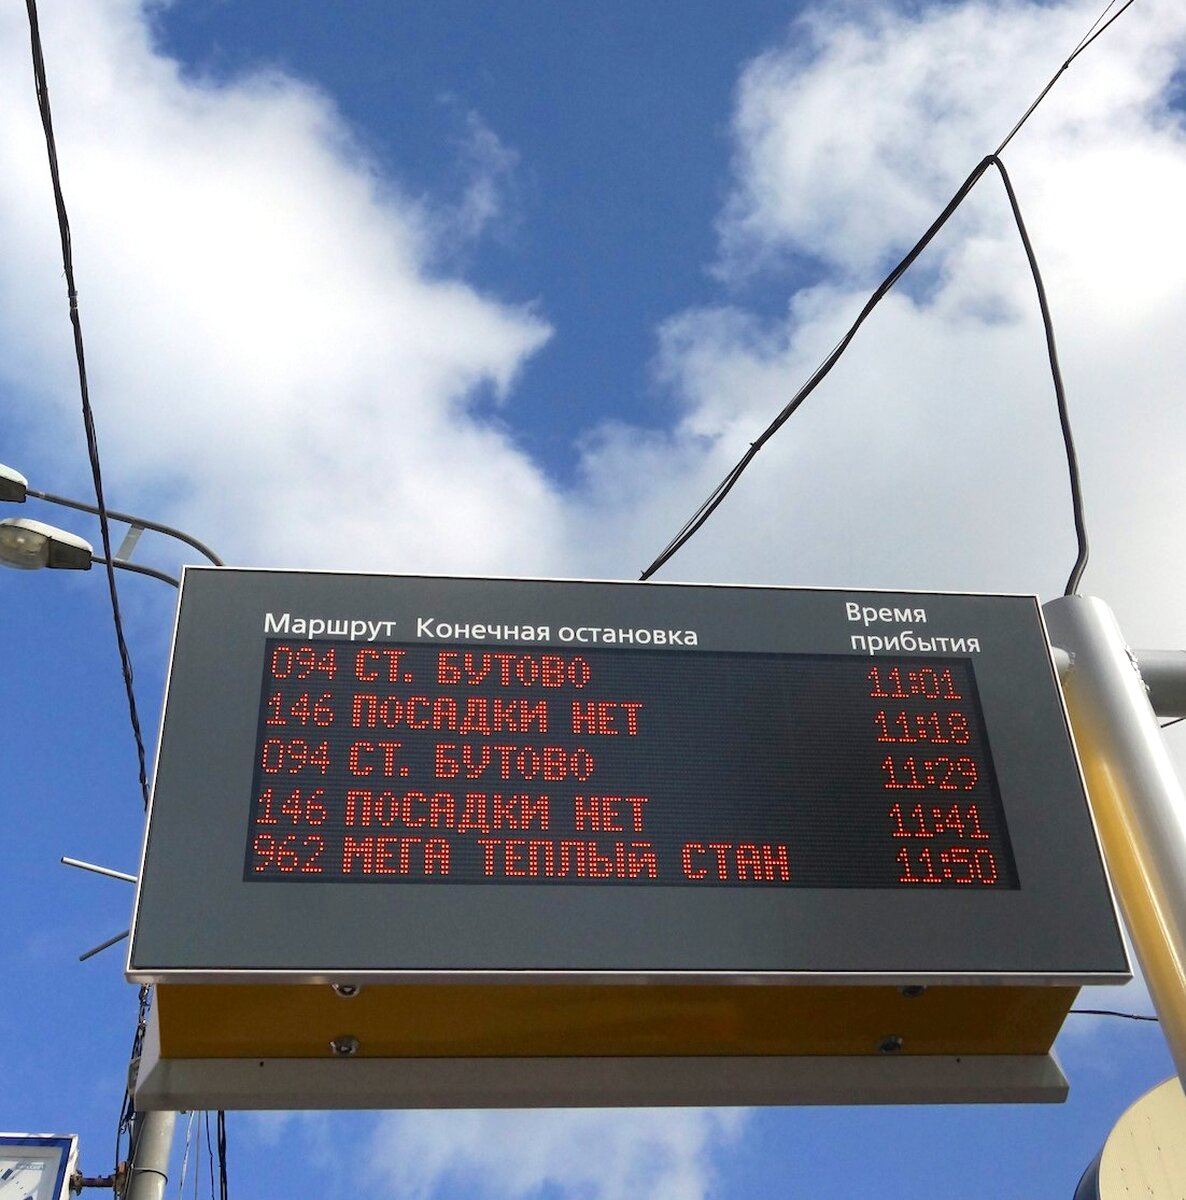 Маршрут Конечная остановка Время прибытия
094 СТ. БУТОВО 11:01
146 ПОСАДКИ НЕТ 11:18
094 СТ. БУТОВО 11:29
146 ПОСАДКИ НЕТ 11:41
962 МЕГА ТЕПЛЫЙ СТАН 11:50